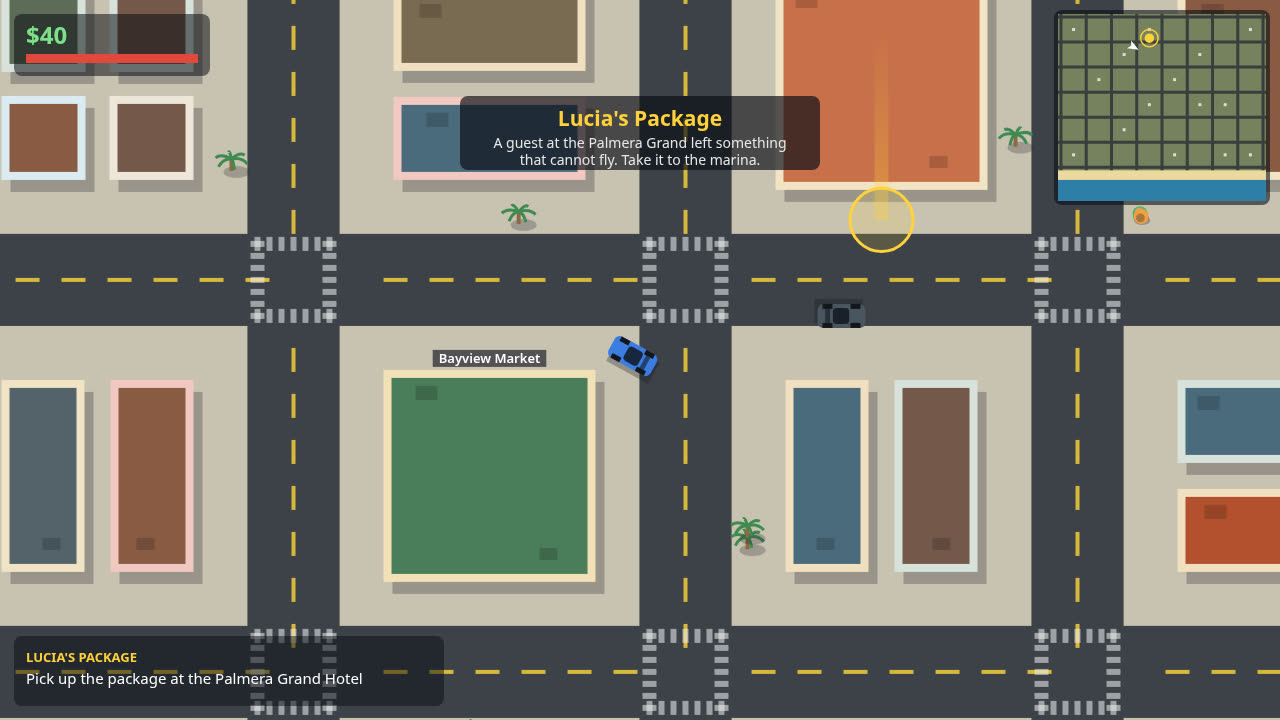 $40
Lucia's Package
A guest at the Palmera Grand left something
that cannot fly. Take it to the marina.
Bayview Market
LUCIA'S PACKAGE
Pick up the package at the Palmera Grand Hotel